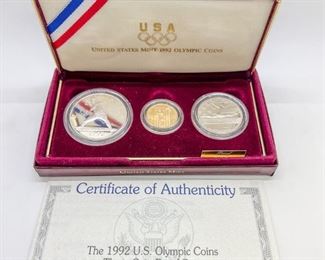 USA
UNITED STATES MINT 1992 OLYMPIC COINS
United States Mint
Certificate of Authenticity
The 1992 U.S. Olympic Coins